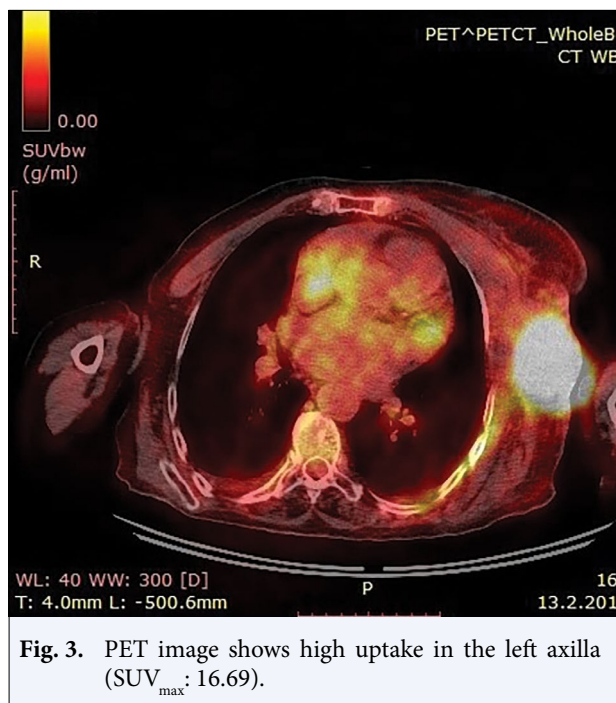 PET^PETCT_WholeB
CT WB
0.00
SUVbw
(g/ml)
R
WL: 40 WW: 300 [D]
T: 4.0mm L: -500.6mm
P
16
13.2.201
Fig. 3. PET image shows high uptake in the left axilla
(SUVmax: 16.69).